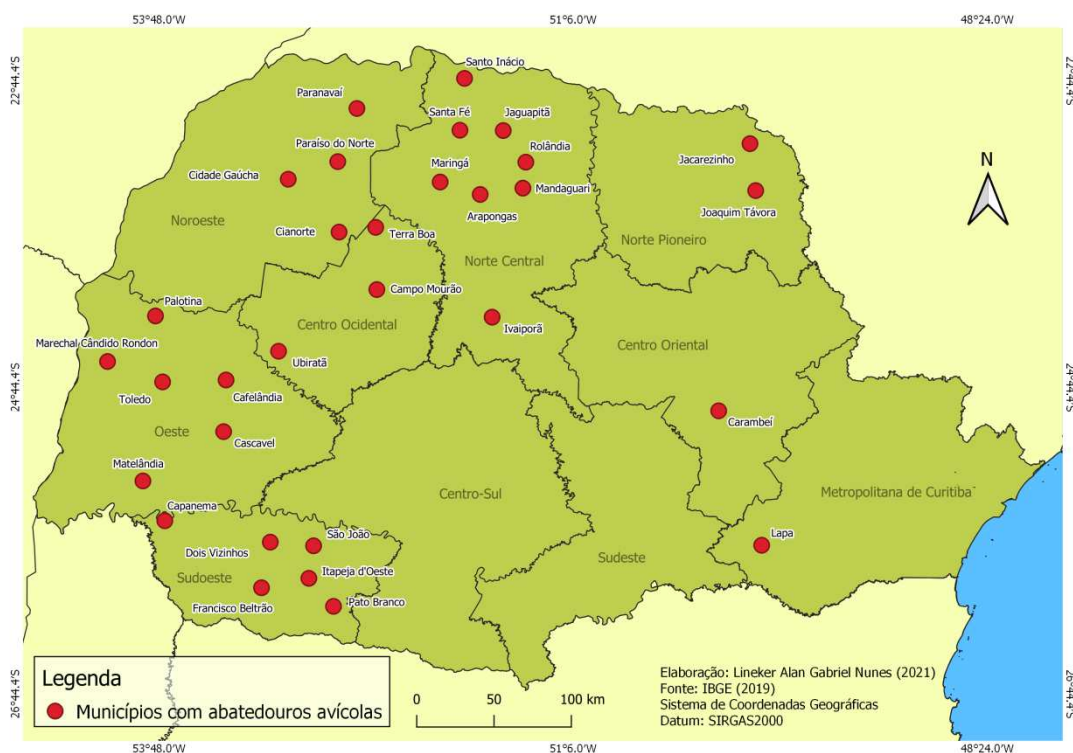 53°48.0'W
51°6.0'W
48°24.0'W
22°44.4'S
22°44.4'S
Santo Inácio
Paranavaí
Santa Fé
Jaguapitã
Paraíso do Norte
Rolândia
Jacarezinho
N
Cidade Gaúcha
Maringá
Mandaguari
Arapongas
Joaquim Távora
Noroeste
Cianorte
Terra Boa
Norte Pioneiro
Norte Central
Campo Mourão
Palotina
Centro Ocidental
Ivaiporã
Marechal Cândido Rondon
Centro Oriental
Ubiratã
24°44.4'S
24°44.4'S
Toledo
Cafelândia
Carambeí
Oeste
Cascavel
Matelândia
Centro-Sul
Metropolitana de Curitiba
Capanema
São João
Lapa
Dois Vizinhos
Sudeste
Sudoeste
Itapeja d'Oeste
Francisco Beltrão
Pato Branco
26°44.4'S
26°44.4'S
Legenda
Municípios com abatedouros avícolas
0 50 100 km
Elaboração: Lineker Alan Gabriel Nunes (2021)
Fonte: IBGE (2019)
Sistema de Coordenadas Geográficas
Datum: SIRGAS2000
53°48.0'W
51°6.0'W
48°24.0'W